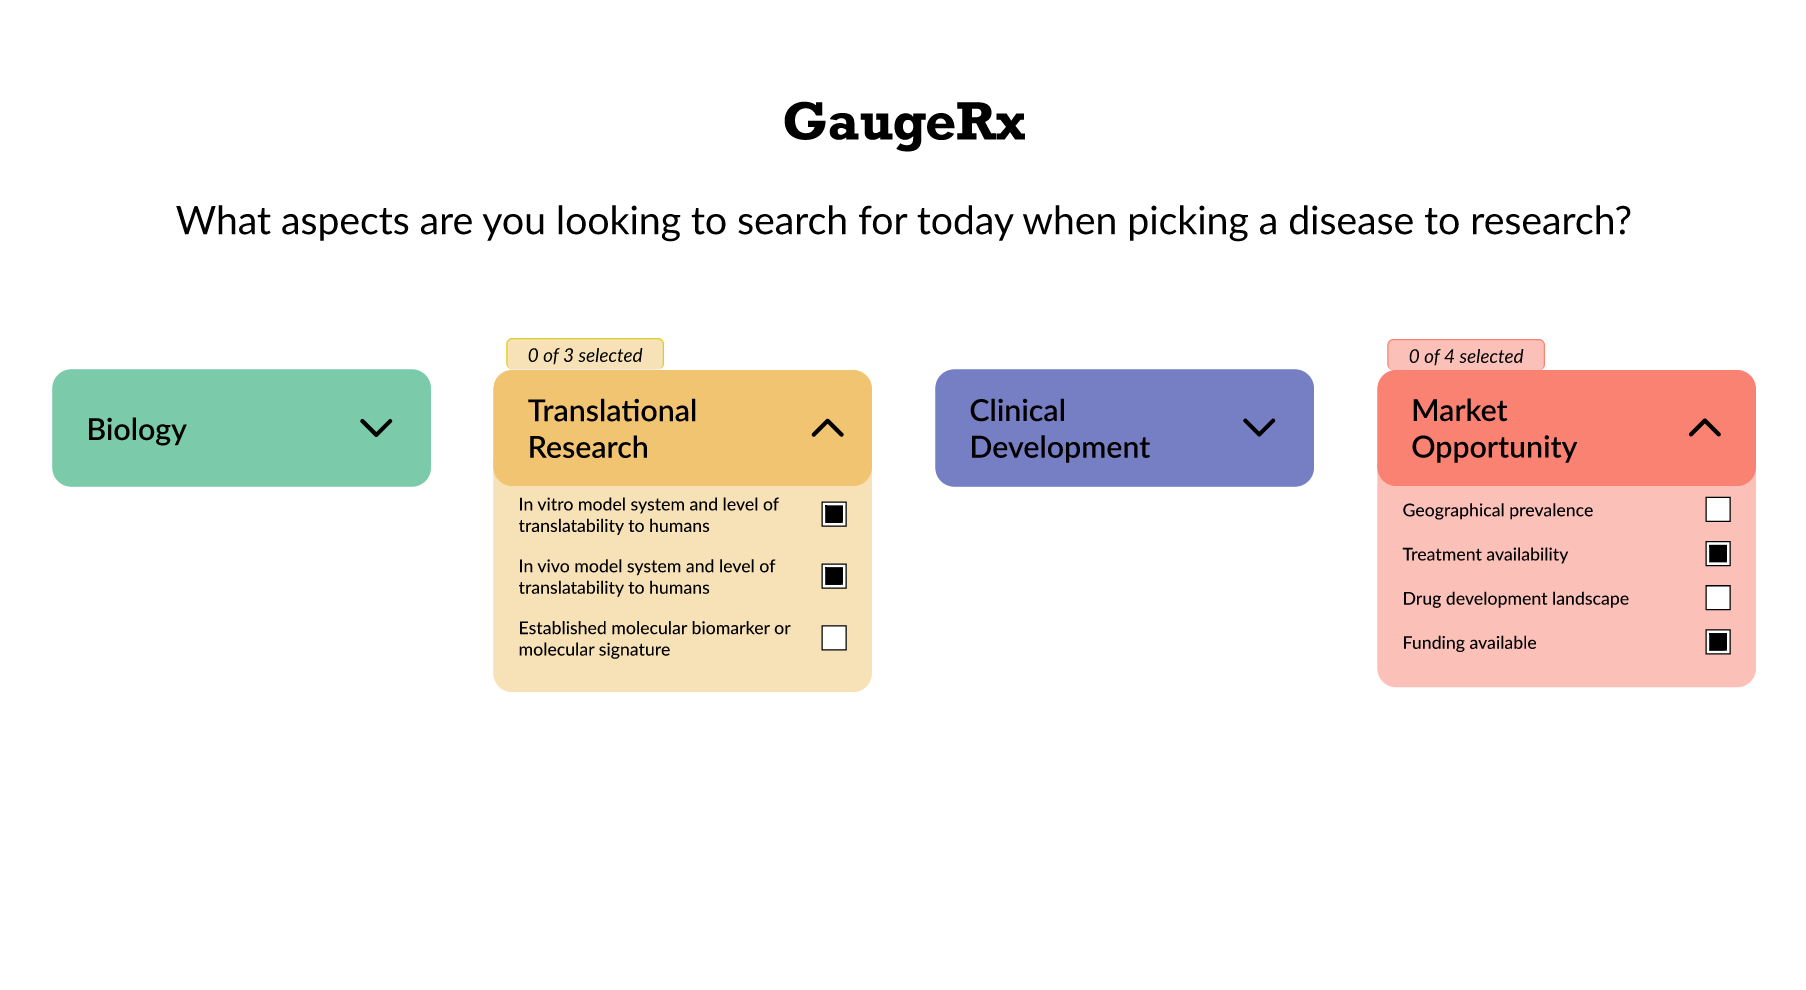 GaugeRx
What aspects are you looking to search for today when picking a disease to research?
Biology
0 of 3 selected
Translational
Research
In vitro model system and level of
translatability to humans
In vivo model system and level of
translatability to humans
Established molecular biomarker or
molecular signature
Clinical
Development
0 of 4 selected
Market
Opportunity
Geographical prevalence
Treatment availability
Drug development landscape
Funding available